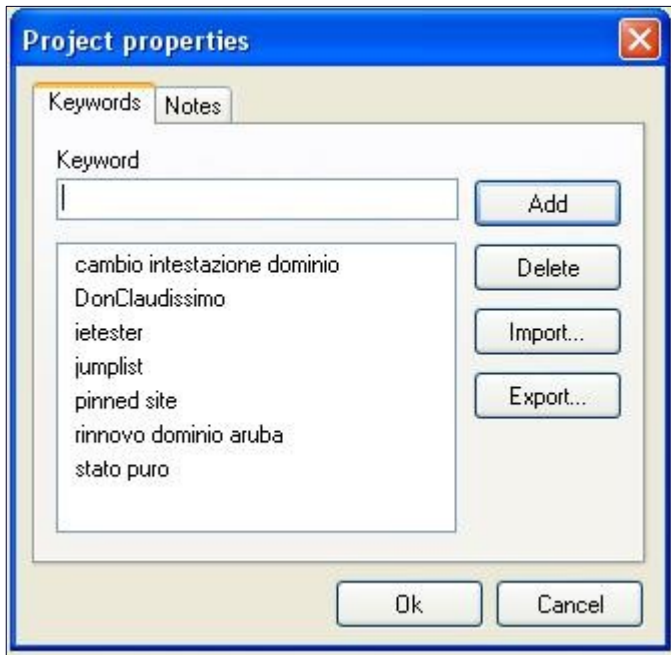 Project properties
Keywords Notes
Keyword
Add
cambio intestazione dominio
Delete
DonClaudissimo
ietester
Import...
jumplist
pinned site
Export...
rinnovo dominio aruba
stato puro
Ok Cancel